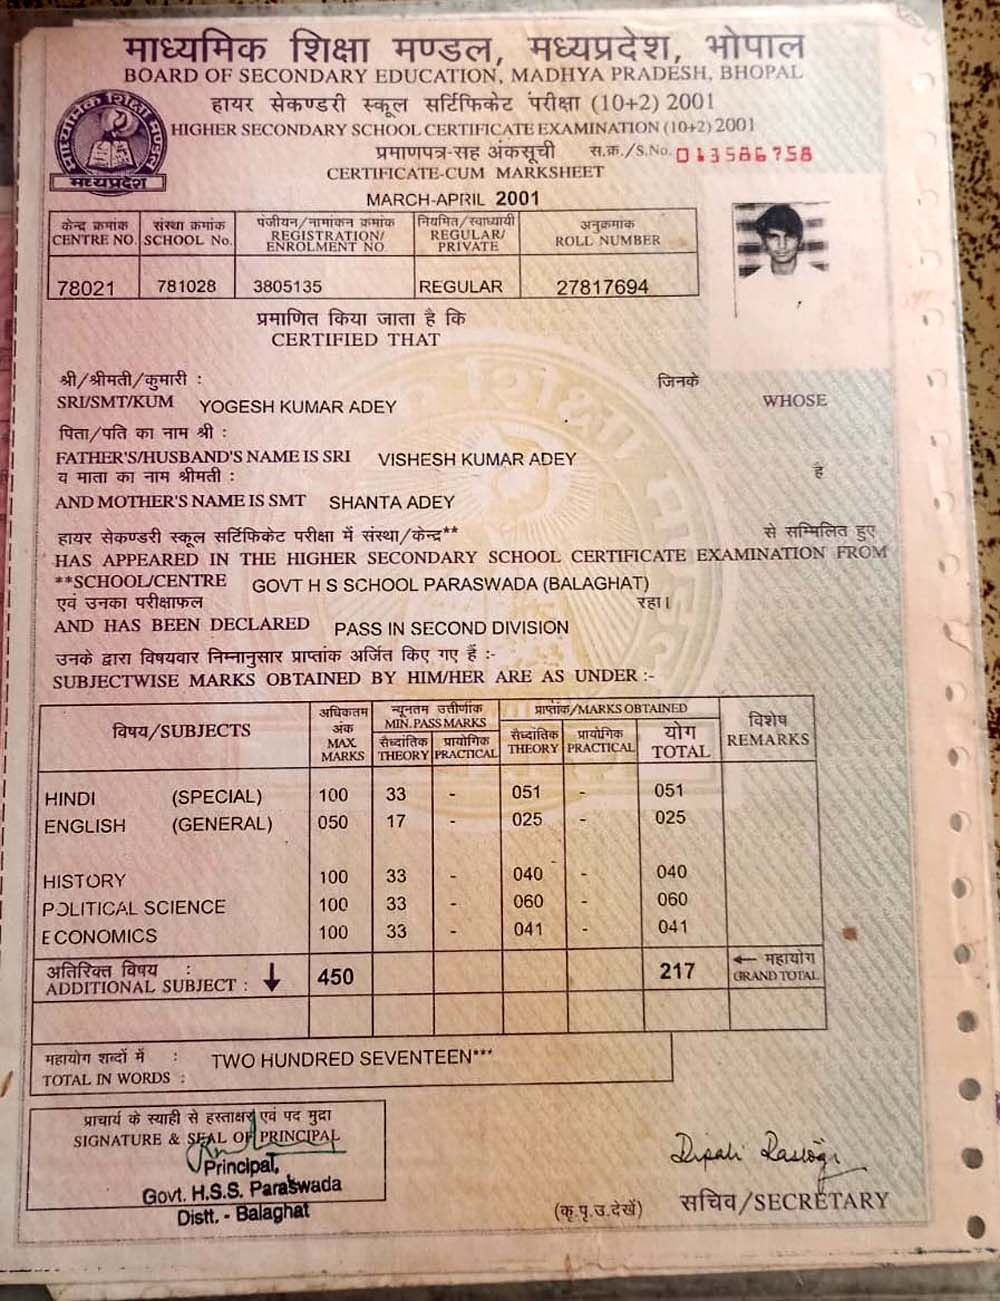 माध्यमिक शिक्षा मण्डल, मध्यप्रदेश, भोपाल
BOARD OF SECONDARY EDUCATION, MADHYA PRADESH, BHOPAL
हायर सेकण्डरी स्कूल सर्टिफिकेट परीक्षा (10+2) 2001
HIGHER SECONDARY SCHOOL CERTIFICATE EXAMINATION (10+2) 2001
प्रमाणपत्र-सह अंकसूची स.क्र./S.No. 013586758
CERTIFICATE-CUM MARKSHEET
माध्यमिक शिक्षा मण्डल
मध्यप्रदेश
MARCH-APRIL 2001
केन्द्र क्रमांक संस्था क्रमांक पंजीयन/नामांकन क्रमांक नियमित/स्वाध्यायी अनुक्रमांक
CENTRE NO. SCHOOL No. REGISTRATION/ ENROLMENT NO REGULAR/ PRIVATE ROLL NUMBER
78021 781028 3805135 REGULAR 27817694
प्रमाणित किया जाता है कि
CERTIFIED THAT
श्री/श्रीमती/कुमारी : जिनके
SRI/SMT/KUM YOGESH KUMAR ADEY WHOSE
पिता/पति का नाम श्री :
FATHER'S/HUSBAND'S NAME IS SRI VISHESH KUMAR ADEY
व माता का नाम श्रीमती : है
AND MOTHER'S NAME IS SMT SHANTA ADEY
हायर सेकण्डरी स्कूल सर्टिफिकेट परीक्षा में संस्था/केन्द्र** से सम्मिलित हुए
HAS APPEARED IN THE HIGHER SECONDARY SCHOOL CERTIFICATE EXAMINATION FROM
**SCHOOL/CENTRE GOVT H S SCHOOL PARASWADA (BALAGHAT)
एवं उनका परीक्षाफल रहा।
AND HAS BEEN DECLARED PASS IN SECOND DIVISION
उनके द्वारा विषयवार निम्नानुसार प्राप्तांक अर्जित किए गए हैं :-
SUBJECTWISE MARKS OBTAINED BY HIM/HER ARE AS UNDER :-
विषय/SUBJECTS अधिकतम अंक MAX. MARKS न्यूनतम उत्तीर्णांक MIN. PASS MARKS प्राप्तांक/MARKS OBTAINED विशेष REMARKS
सैध्दांतिक THEORY प्रायोगिक PRACTICAL सैध्दांतिक THEORY प्रायोगिक PRACTICAL योग TOTAL
HINDI (SPECIAL) 100 33 - 051 - 051
ENGLISH (GENERAL) 050 17 - 025 - 025
HISTORY 100 33 - 040 - 040
POLITICAL SCIENCE 100 33 - 060 - 060
ECONOMICS 100 33 - 041 - 041
अतिरिक्त विषय : ↓ 450 217 ← महायोग
ADDITIONAL SUBJECT : GRAND TOTAL
महायोग शब्दों में : TWO HUNDRED SEVENTEEN***
TOTAL IN WORDS :
प्राचार्य के स्याही से हस्ताक्षर एवं पद मुद्रा
SIGNATURE & SEAL OF PRINCIPAL
Principal,
Govt. H.S.S. Paraswada
Distt. - Balaghat
Dipali Rastogi
(कृ.पृ.उ.देखें) सचिव/SECRETARY